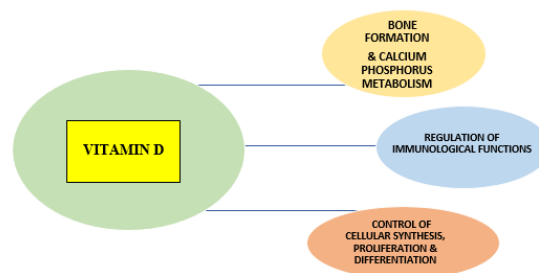 BONE
FORMATION
& CALCIUM
PHOSPHORUS
METABOLISM
VITAMIN D
REGULATION OF
IMMUNOLOGICAL FUNCTIONS
CONTROL OF
CELLULAR SYNTHESIS,
PROLIFERATION &
DIFFERENTIATION